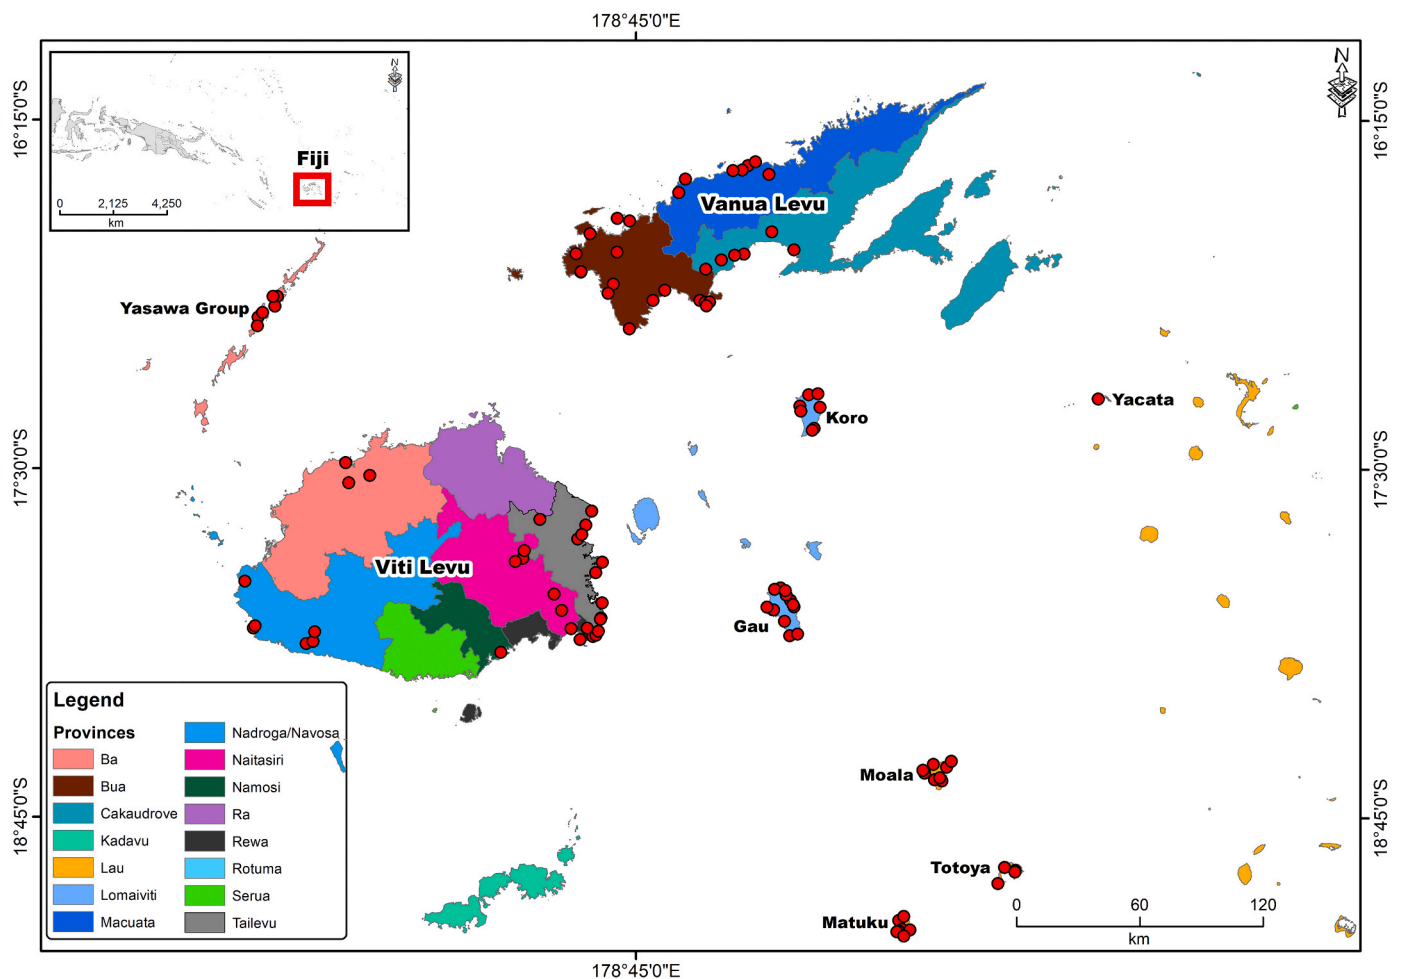 178°45'0"E
16°15'0"S
16°15'0"S
N
N
Fiji
0 2,125 4,250
km
Vanua Levu
Yasawa Group
Yacata
Koro
17°30'0"S
17°30'0"S
Viti Levu
Gau
Legend
Provinces
Ba
Bua
Cakaudrove
Kadavu
Lau
Lomaiviti
Macuata
Nadroga/Navosa
Naitasiri
Namosi
Ra
Rewa
Rotuma
Serua
Tailevu
Moala
18°45'0"S
18°45'0"S
Totoya
0 60 120
km
Matuku
178°45'0"E